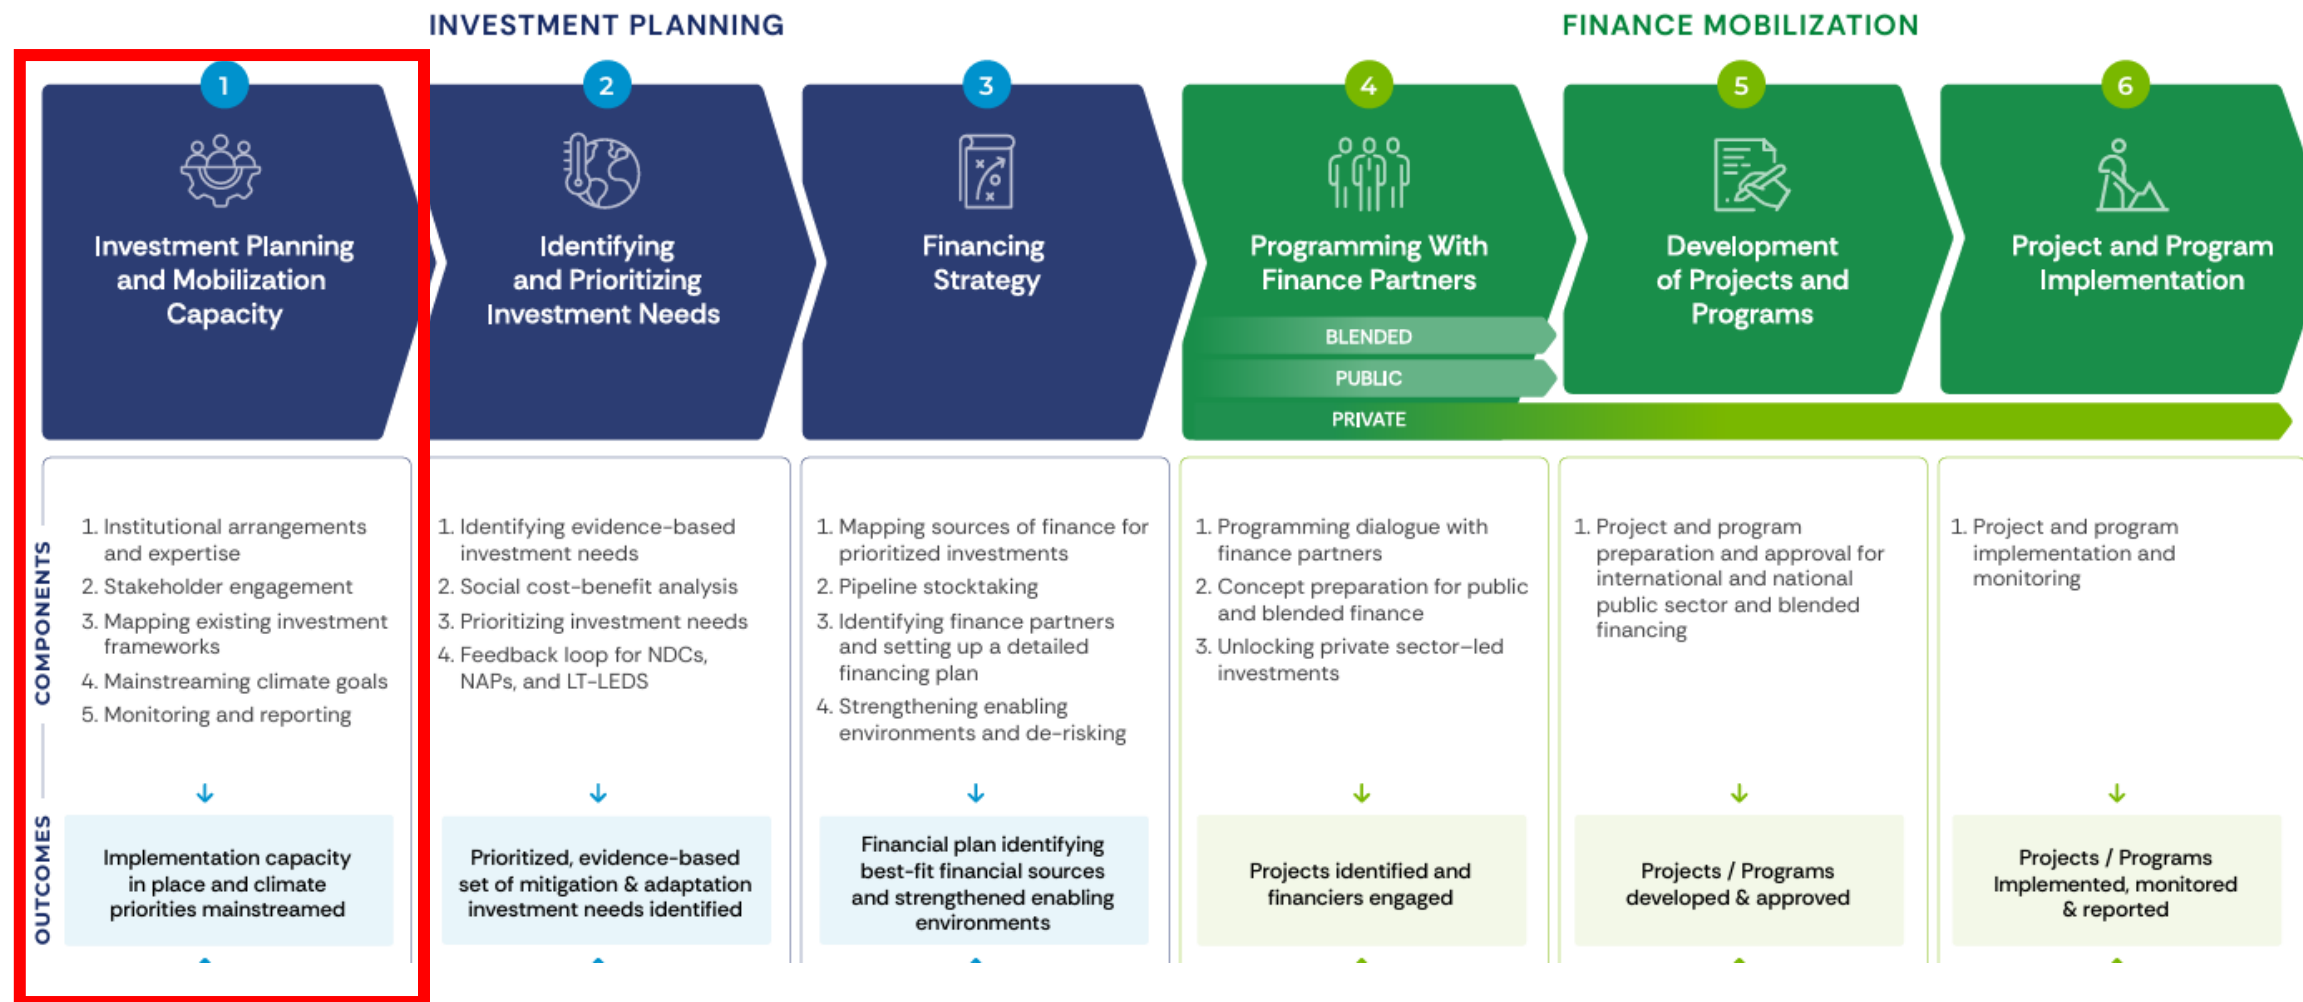 INVESTMENT PLANNING
FINANCE MOBILIZATION
1
Investment Planning
and Mobilization
Capacity
2
Identifying
and Prioritizing
Investment Needs
3
Financing
Strategy
4
Programming With
Finance Partners
BLENDED
PUBLIC
PRIVATE
5
Development
of Projects and
Programs
6
Project and Program
Implementation
COMPONENTS
1. Institutional arrangements
and expertise
2. Stakeholder engagement
3. Mapping existing investment
frameworks
4. Mainstreaming climate goals
5. Monitoring and reporting
1. Identifying evidence-based
investment needs
2. Social cost-benefit analysis
3. Prioritizing investment needs
4. Feedback loop for NDCs,
NAPs, and LT-LEDS
1. Mapping sources of finance for
prioritized investments
2. Pipeline stocktaking
3. Identifying finance partners
and setting up a detailed
financing plan
4. Strengthening enabling
environments and de-risking
1. Programming dialogue with
finance partners
2. Concept preparation for public
and blended finance
3. Unlocking private sector–led
investments
1. Project and program
preparation and approval for
international and national
public sector and blended
financing
1. Project and program
implementation and
monitoring
OUTCOMES
Implementation capacity
in place and climate
priorities mainstreamed
Prioritized, evidence-based
set of mitigation & adaptation
investment needs identified
Financial plan identifying
best-fit financial sources
and strengthened enabling
environments
Projects identified and
financiers engaged
Projects / Programs
developed & approved
Projects / Programs
Implemented, monitored
& reported